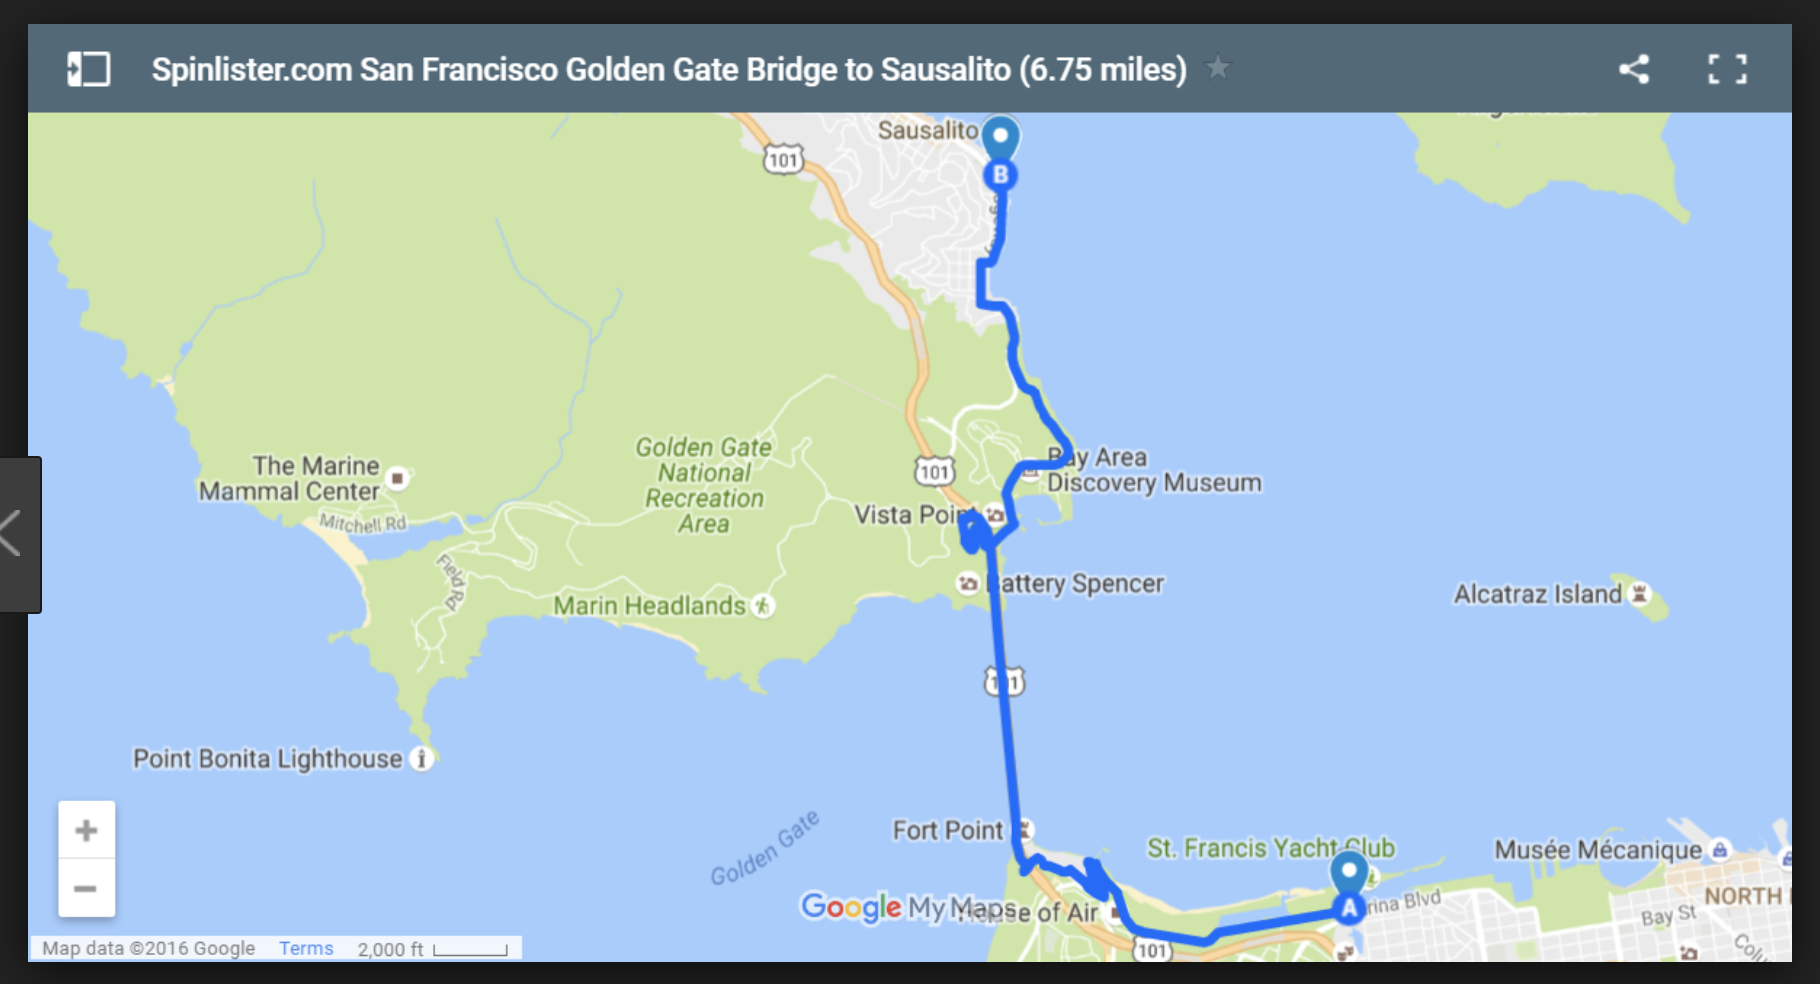 Spinlister.com San Francisco Golden Gate Bridge to Sausalito (6.75 miles)
Sausalito
101
B
The Marine
Mammal Center
Mitchell Rd
Field Rd
Golden Gate
National
Recreation
Area
101
Bay Area
Discovery Museum
Vista Point
Battery Spencer
Marin Headlands
Alcatraz Island
101
Point Bonita Lighthouse
Golden Gate
Fort Point
St. Francis Yacht Club
Musée Mécanique
NORTH
A
Bay St
Google My Maps
of Air
101
Map data ©2016 Google
Terms
2,000 ft